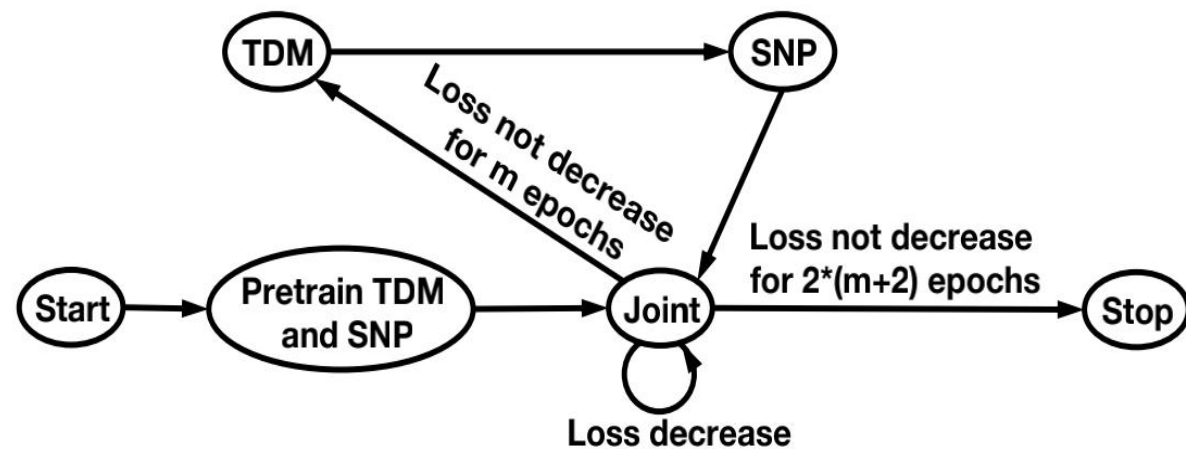 TDM
SNP
Loss not decrease
for m epochs
Start
Pretrain TDM
and SNP
Joint
Loss not decrease
for 2*(m+2) epochs
Stop
Loss decrease